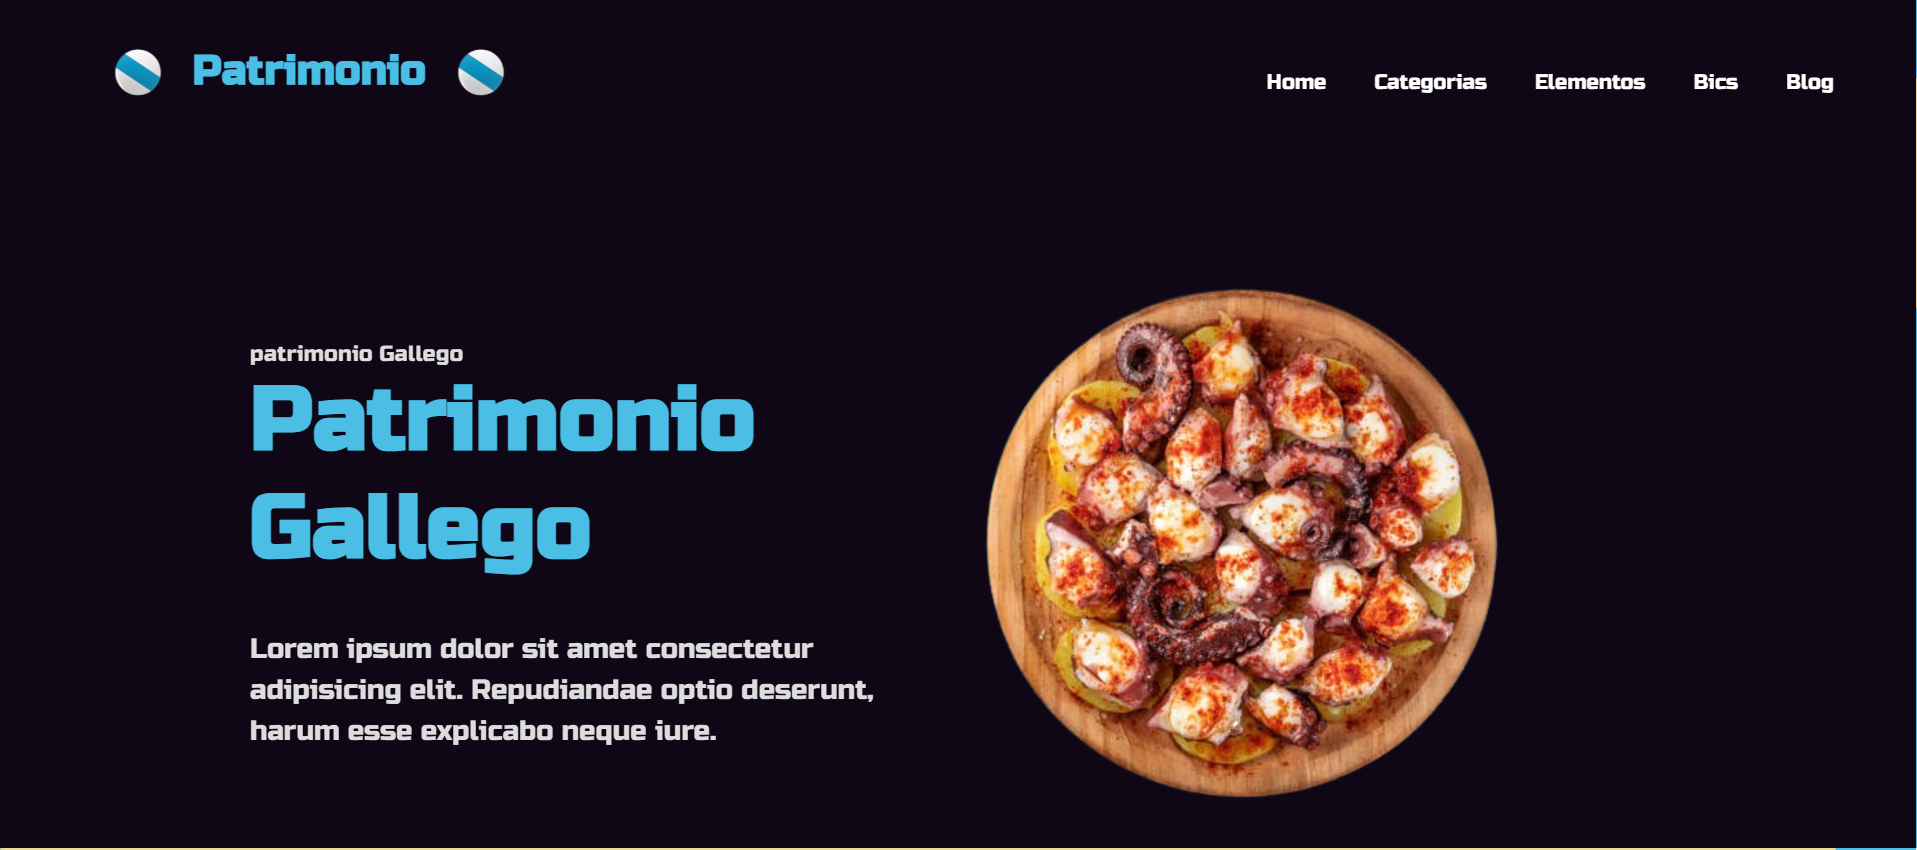 Patrimonio
Home Categorias Elementos Bics Blog
patrimonio Gallego
Patrimonio
Gallego
Lorem ipsum dolor sit amet consectetur
adipisicing elit. Repudiandae optio deserunt,
harum esse explicabo neque iure.